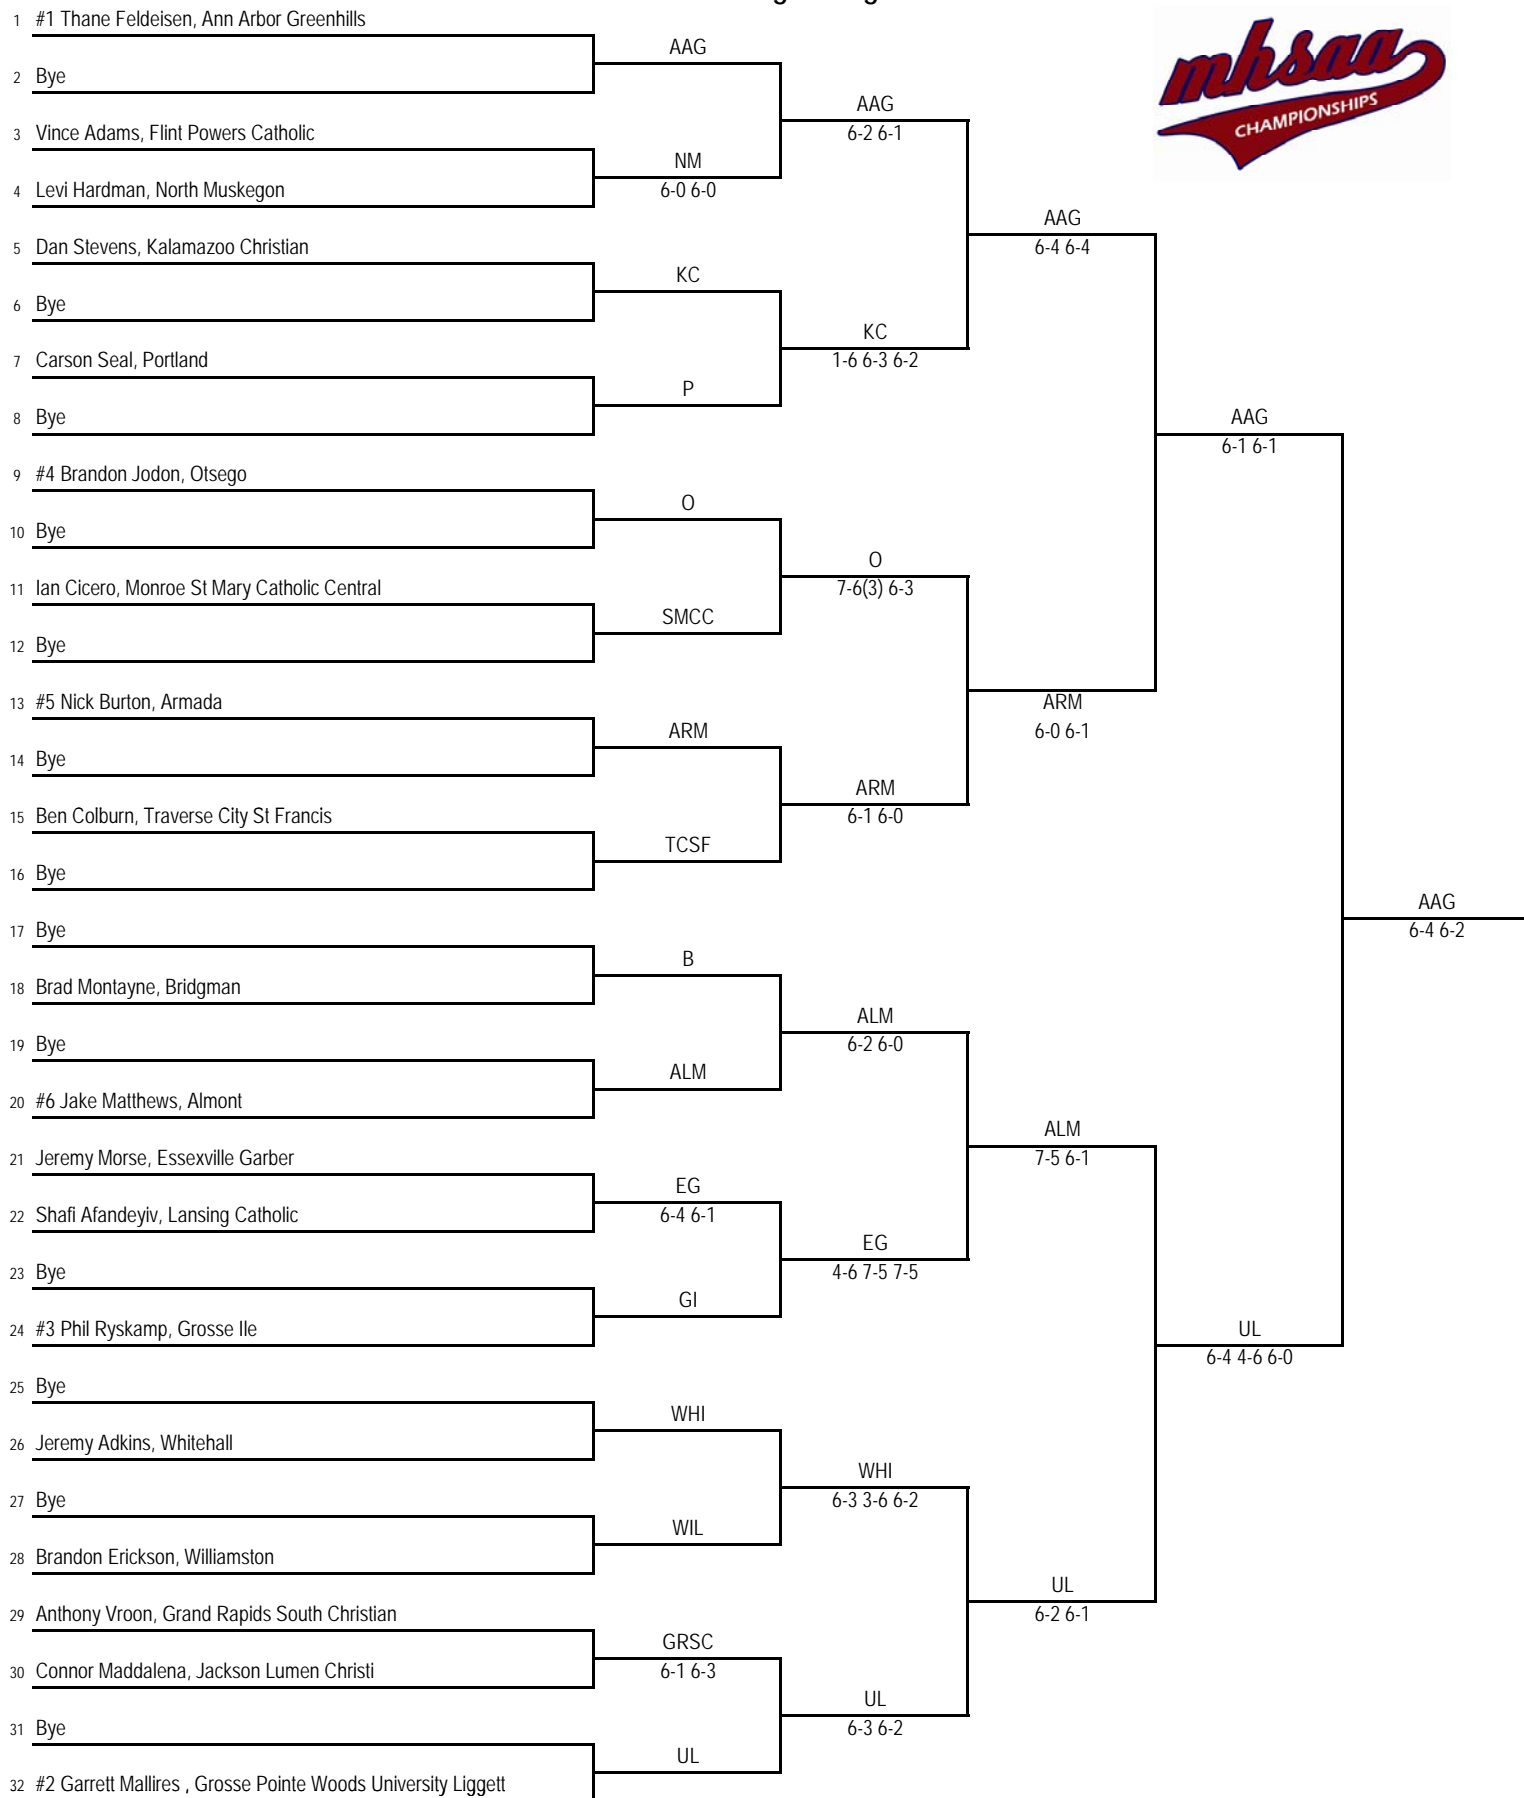 1 #1 Thane Feldeisen, Ann Arbor Greenhills
AAG
2 Bye
mhsaa
CHAMPIONSHIPS
AAG
6-2 6-1
3 Vince Adams, Flint Powers Catholic
NM
6-0 6-0
4 Levi Hardman, North Muskegon
AAG
6-4 6-4
5 Dan Stevens, Kalamazoo Christian
KC
6 Bye
KC
1-6 6-3 6-2
7 Carson Seal, Portland
P
8 Bye
AAG
6-1 6-1
9 #4 Brandon Jodon, Otsego
O
10 Bye
O
7-6(3) 6-3
11 Ian Cicero, Monroe St Mary Catholic Central
SMCC
12 Bye
ARM
6-0 6-1
13 #5 Nick Burton, Armada
ARM
14 Bye
ARM
6-1 6-0
15 Ben Colburn, Traverse City St Francis
TCSF
16 Bye
AAG
6-4 6-2
17 Bye
B
18 Brad Montayne, Bridgman
ALM
6-2 6-0
19 Bye
ALM
20 #6 Jake Matthews, Almont
ALM
7-5 6-1
21 Jeremy Morse, Essexville Garber
EG
6-4 6-1
22 Shafi Afandeyiv, Lansing Catholic
EG
4-6 7-5 7-5
23 Bye
GI
24 #3 Phil Ryskamp, Grosse Ile
UL
6-4 4-6 6-0
25 Bye
WHI
26 Jeremy Adkins, Whitehall
WHI
6-3 3-6 6-2
27 Bye
WIL
28 Brandon Erickson, Williamston
UL
6-2 6-1
29 Anthony Vroon, Grand Rapids South Christian
GRSC
6-1 6-3
30 Connor Maddalena, Jackson Lumen Christi
UL
6-3 6-2
31 Bye
UL
32 #2 Garrett Mallires , Grosse Pointe Woods University Liggett